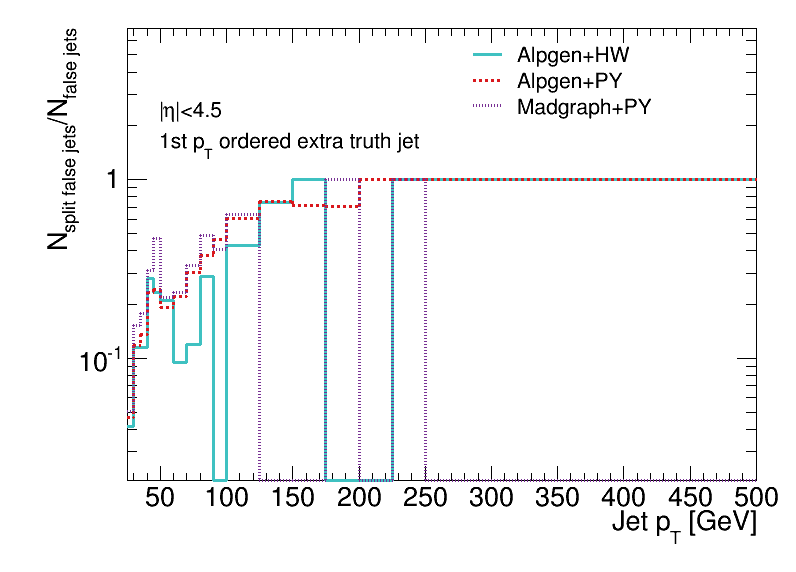 N_split false jets/N_false jets
Alpgen+HW
Alpgen+PY
Madgraph+PY
|η|<4.5
1st p_T ordered extra truth jet
1
10^-1
50 100 150 200 250 300 350 400 450 500
Jet p_T [GeV]